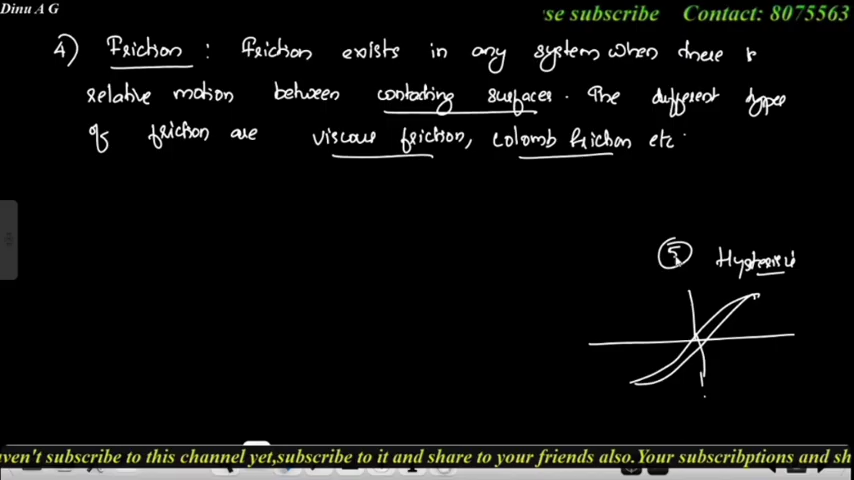 Dinu A G
se subscribe Contact: 8075563
4) Friction : Friction exists in any system when there is
relative motion between contacting surfaces. The different types
of friction are viscous friction, colomb friction etc.
5 Hysterisis
ven't subscribe to this channel yet,subscribe to it and share to your friends also.Your subscribptions and sh